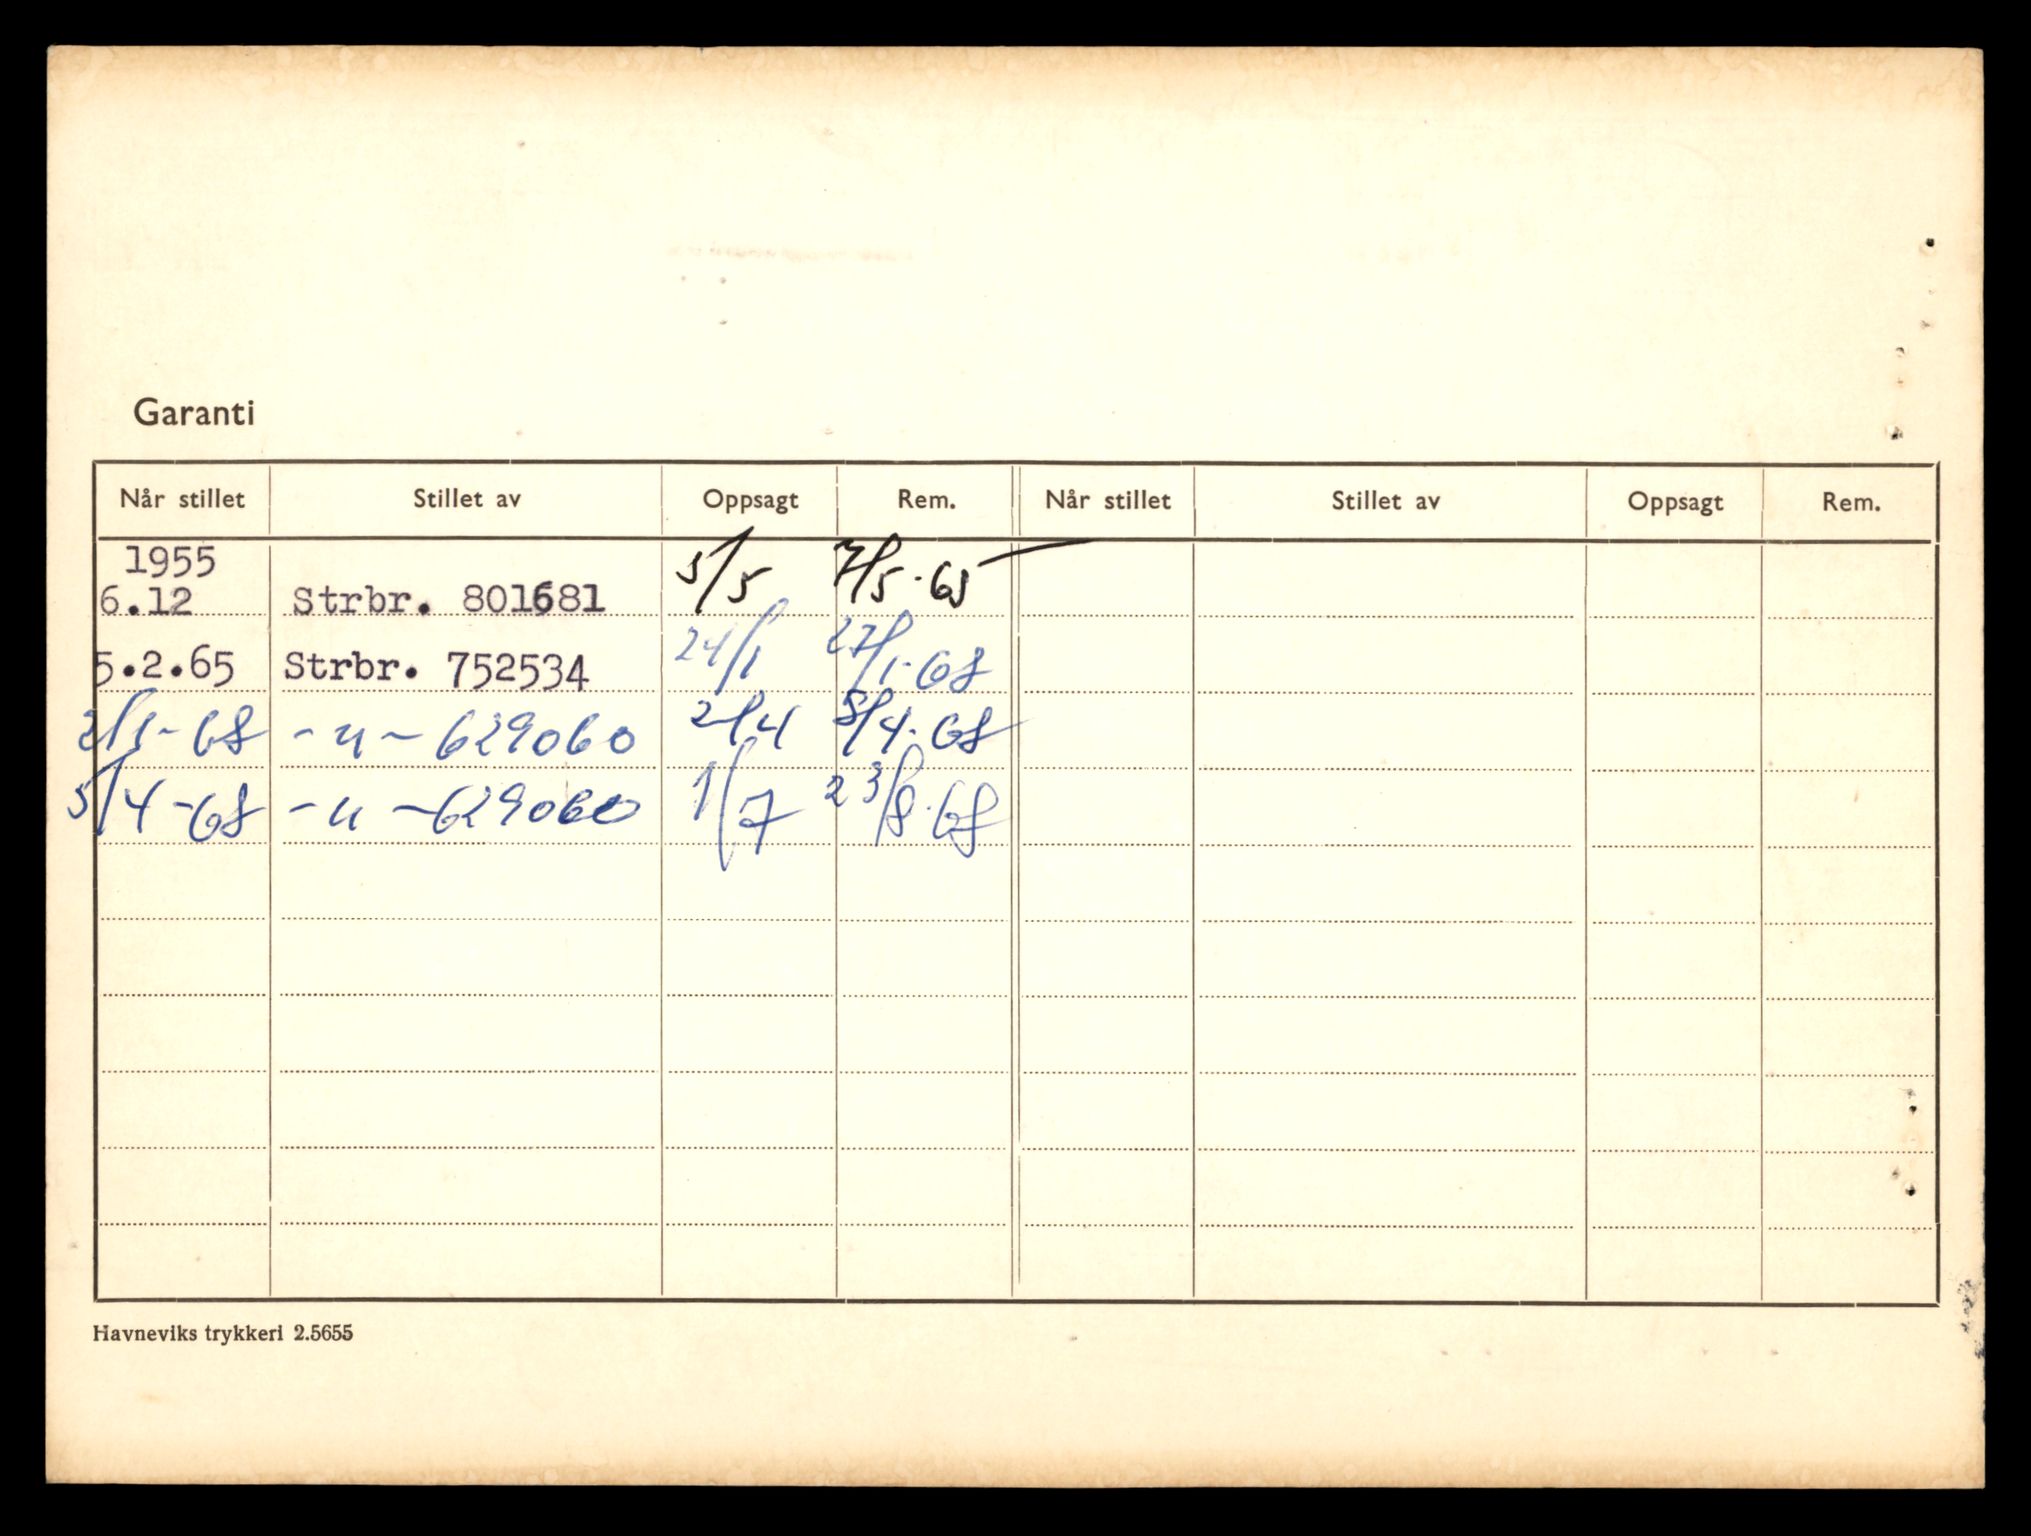 Garanti
Når stillet Stillet av Oppsagt Rem. Når stillet Stillet av Oppsagt Rem.
1955
6.12 Strbr. 801681 5/5 7/5.65
5.2.65 Strbr. 752534 24/1 27/1.68
2/1-68 - " - 629060 2/4 8/4.68
5/4-68 - " - 629060 1/7 23/8.68
Havneviks trykkeri 2.5655